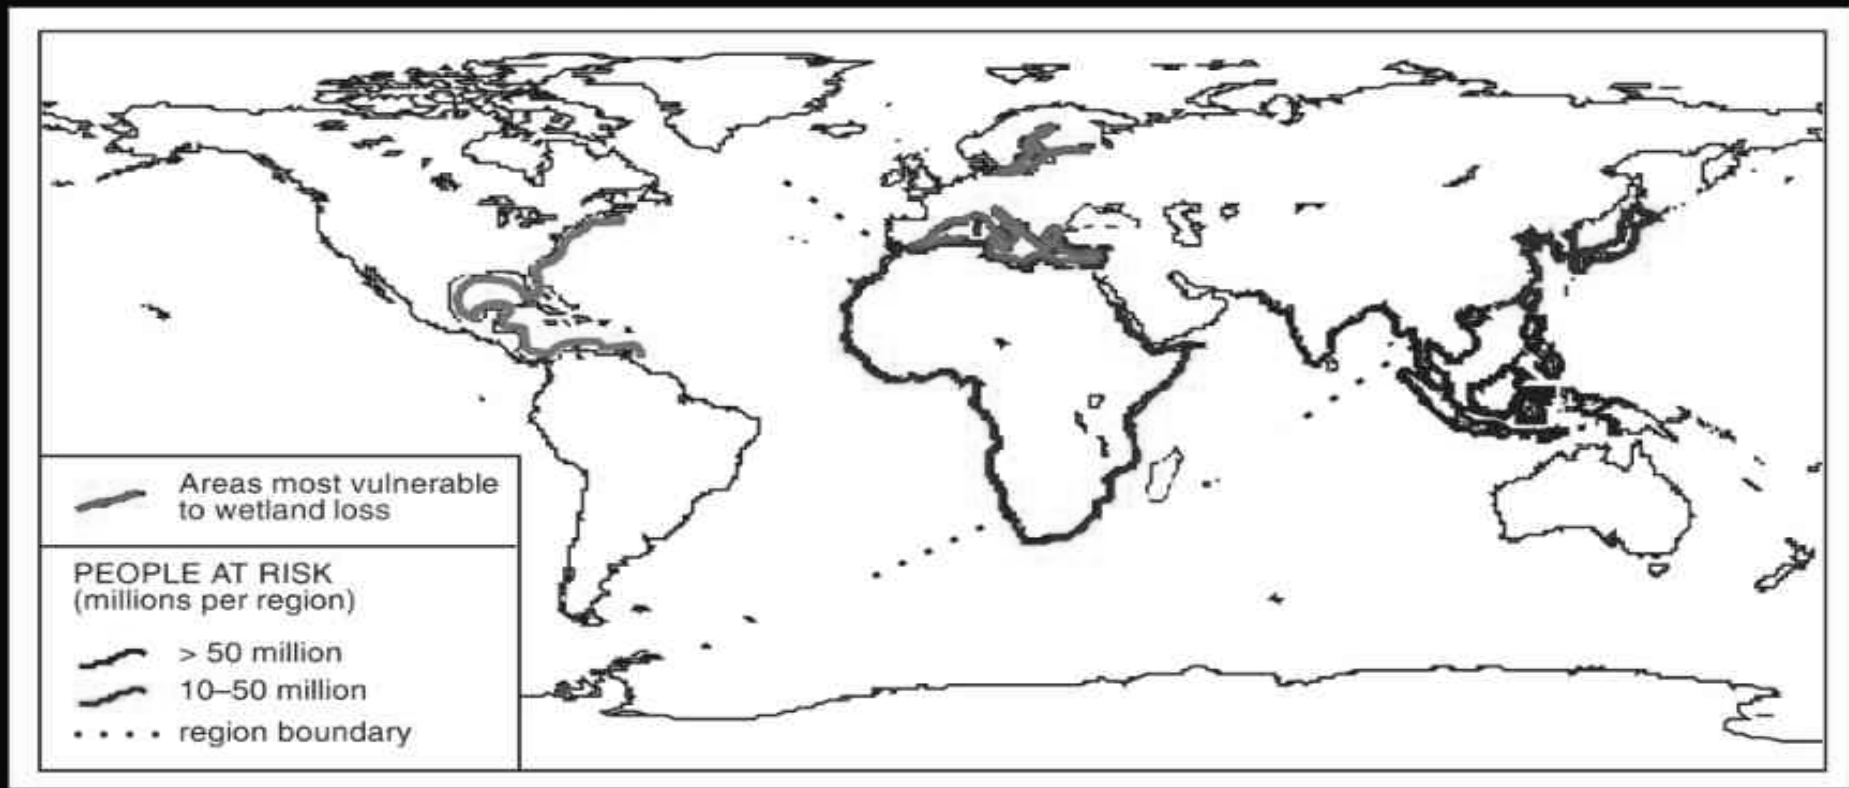 Areas most vulnerable
to wetland loss
PEOPLE AT RISK
(millions per region)
> 50 million
10–50 million
region boundary